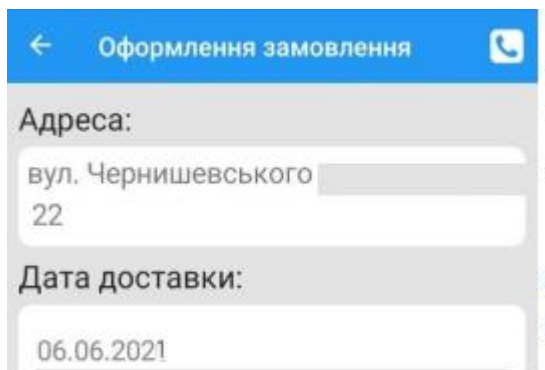 Оформлення замовлення
Адреса:
вул. Чернишевського
22
Дата доставки:
06.06.2021